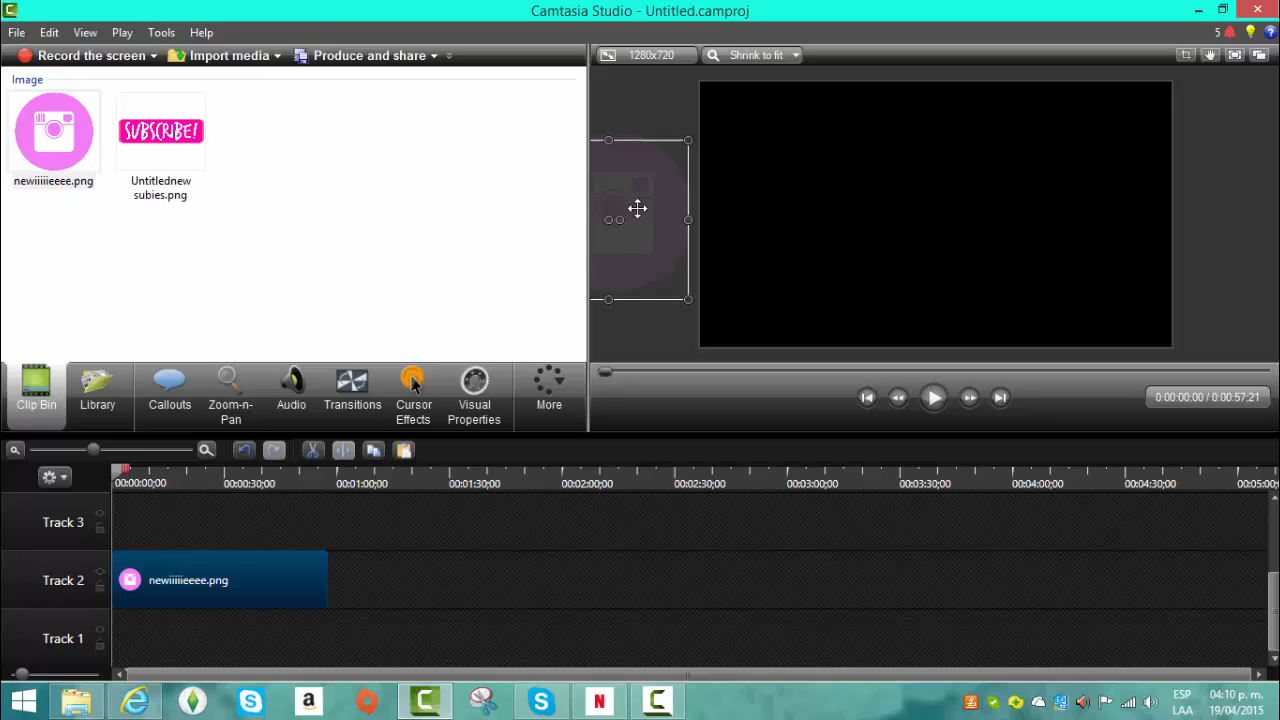 Camtasia Studio - Untitled.camproj
File Edit View Play Tools Help
5
Record the screen Import media Produce and share
1280x720 Shrink to fit
Image
SUBSCRIBE!
newiiiiieeee.png
Untitlednew
subies.png
Clip Bin Library Callouts Zoom-n-
Pan Audio Transitions Cursor
Effects Visual
Properties More
0:00:00;00 / 0:00:57;21
00:00:00;00 00:00:30;00 00:01:00;00 00:01:30;00 00:02:00;00 00:02:30;00 00:03:00;00 00:03:30;00 00:04:00;00 00:04:30;00 00:05:00
Track 3
Track 2 newiiiiieeee.png
Track 1
ESP 04:10 p. m.
LAA 19/04/2015